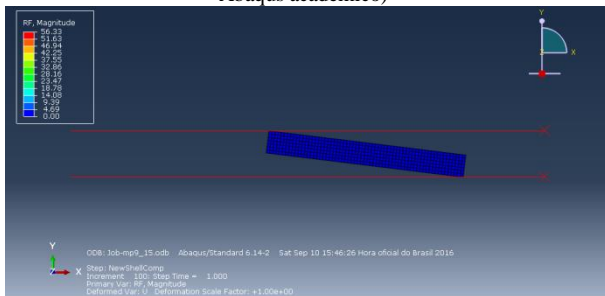 Abaqus acadêmico)
RF, Magnitude
56.33
51.63
46.94
42.25
37.55
32.86
28.16
23.47
18.78
14.08
9.39
4.69
0.00
Y
Z
X
Y
Z
X
ODB: Job-mp9_15.odb Abaqus/Standard 6.14-2 Sat Sep 10 15:46:26 Hora oficial do Brasil 2016
Step: NewShellComp
Increment 100: Step Time = 1.000
Primary Var: RF, Magnitude
Deformed Var: U Deformation Scale Factor: +1.00e+00